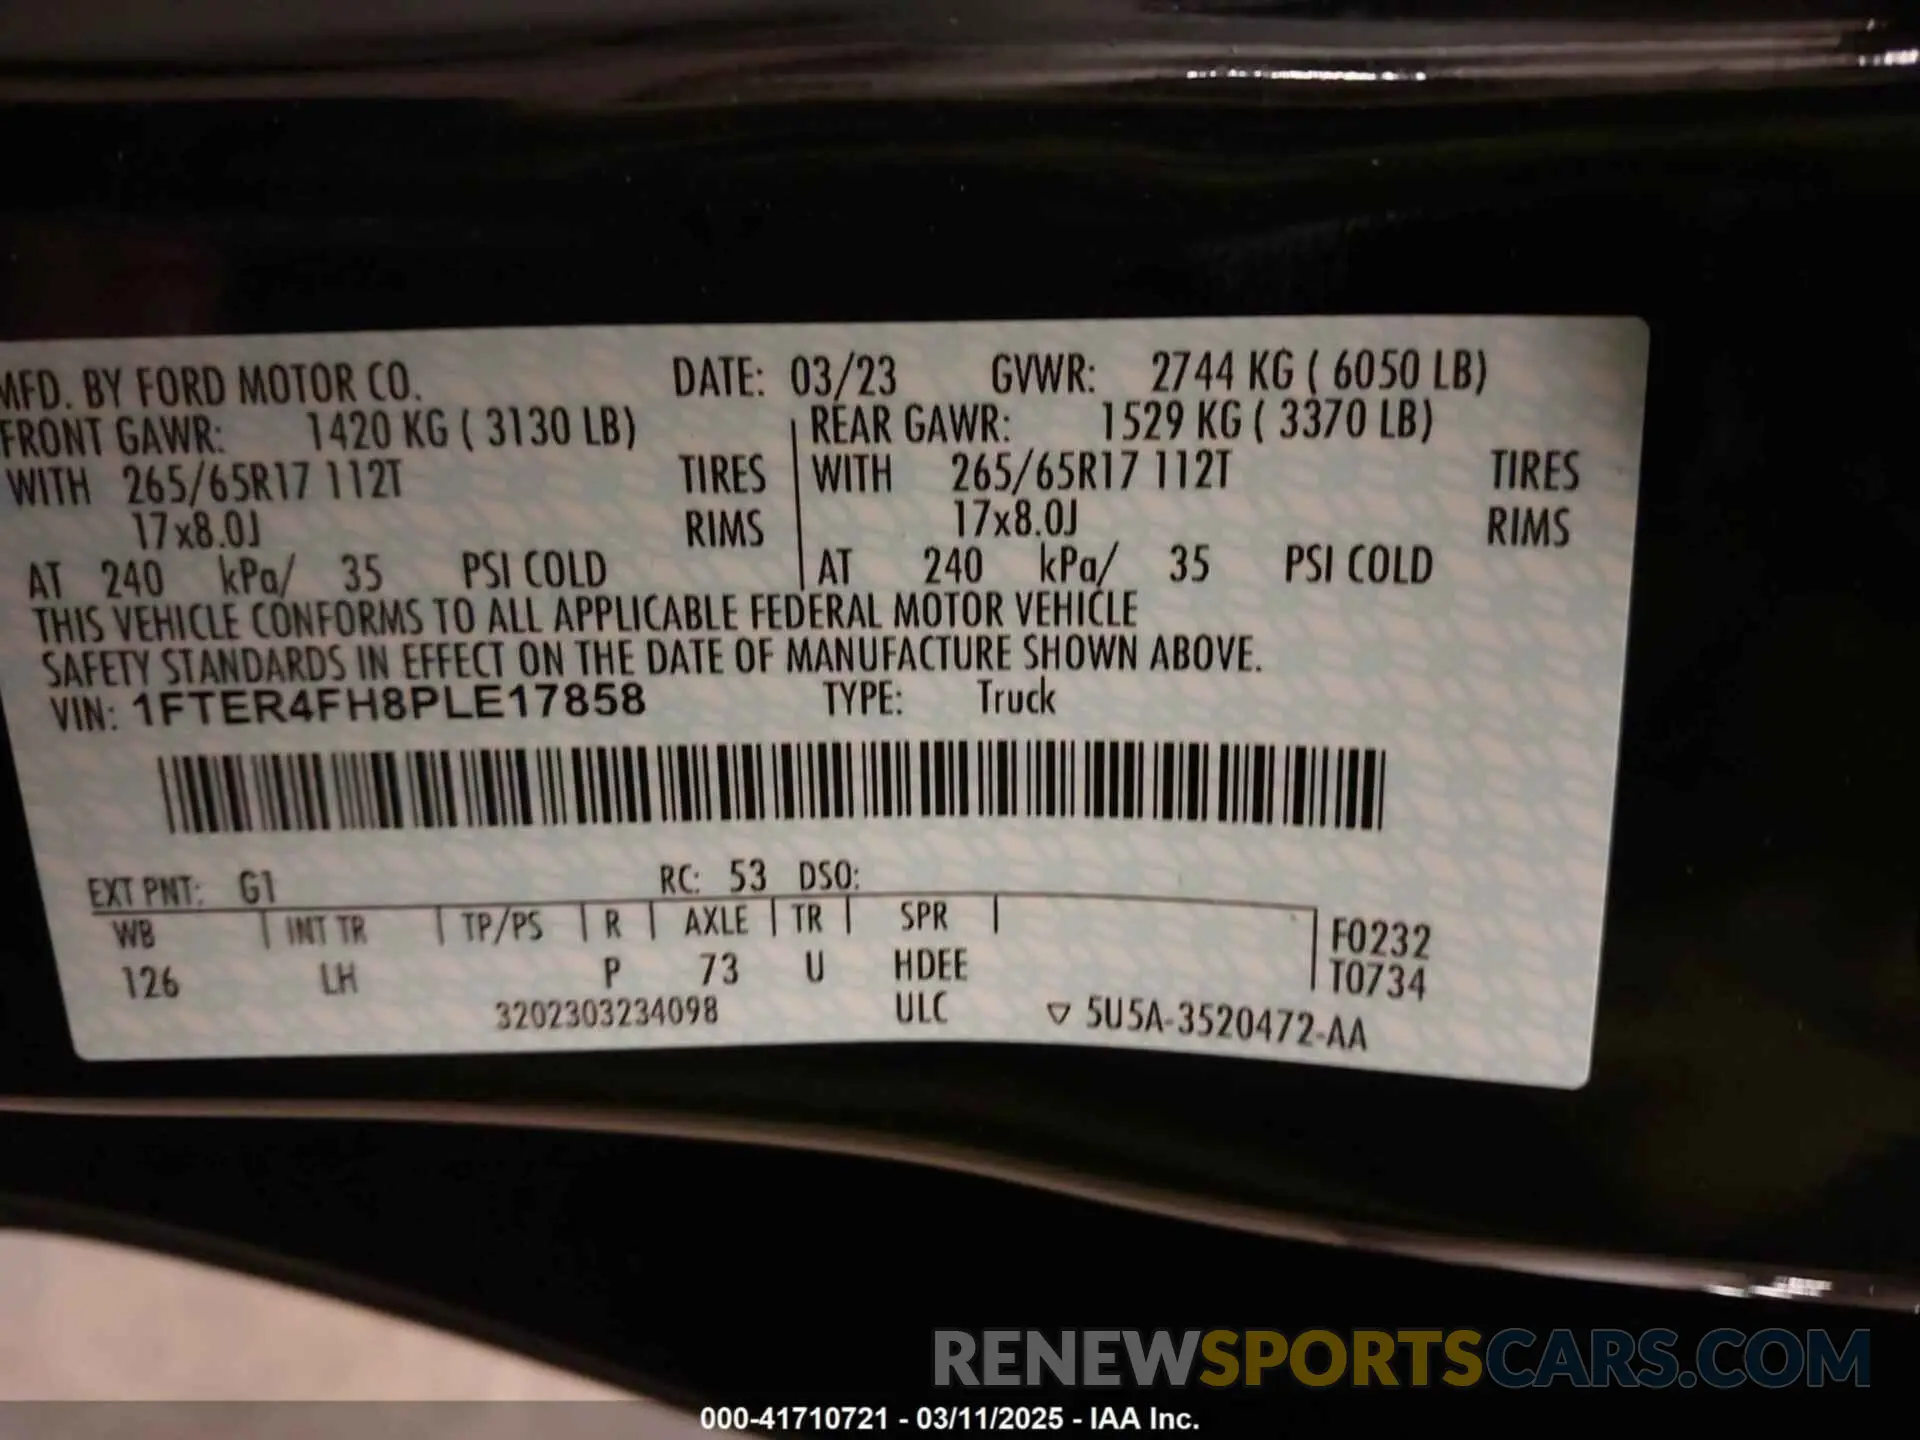 MFD. BY FORD MOTOR CO. DATE: 03/23 GVWR: 2744 KG ( 6050 LB)
FRONT GAWR: 1420 KG ( 3130 LB) REAR GAWR: 1529 KG ( 3370 LB)
WITH 265/65R17 112T TIRES WITH 265/65R17 112T TIRES
17x8.0J RIMS 17x8.0J RIMS
AT 240 kPa/ 35 PSI COLD AT 240 kPa/ 35 PSI COLD
THIS VEHICLE CONFORMS TO ALL APPLICABLE FEDERAL MOTOR VEHICLE
SAFETY STANDARDS IN EFFECT ON THE DATE OF MANUFACTURE SHOWN ABOVE.
VIN: 1FTER4FH8PLE17858 TYPE: Truck
EXT PNT: G1 RC: 53 DSO:
WB INT TR TP/PS R AXLE TR SPR F0232
126 LH P 73 U HDEE T0734
3202303234098 ULC ▽ 5U5A-3520472-AA
RENEWSPORTSCARS.COM
000-41710721 - 03/11/2025 - IAA Inc.